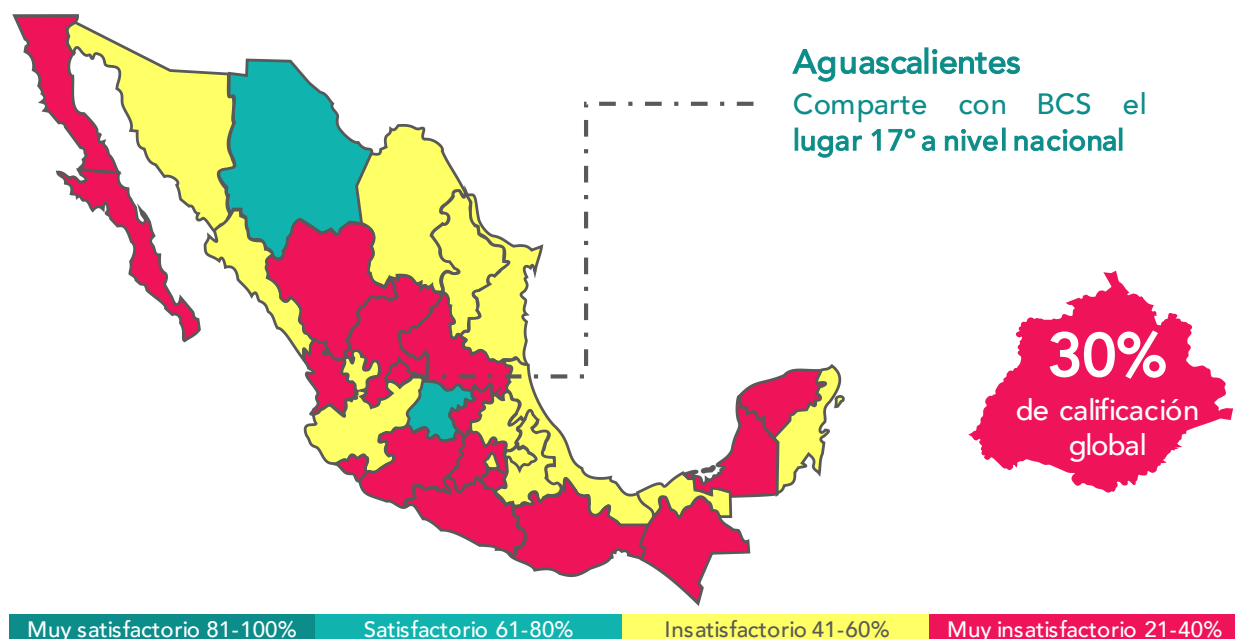 Aguascalientes
Comparte con BCS el
lugar 17° a nivel nacional
30%
de calificación
global
Muy satisfactorio 81-100%
Satisfactorio 61-80%
Insatisfactorio 41-60%
Muy insatisfactorio 21-40%